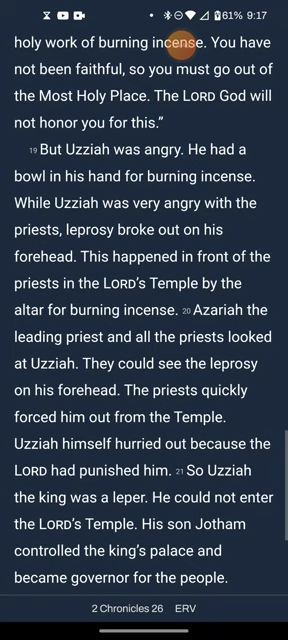 61% 9:17
holy work of burning incense. You have
not been faithful, so you must go out of
the Most Holy Place. The LORD God will
not honor you for this.”
19 But Uzziah was angry. He had a
bowl in his hand for burning incense.
While Uzziah was very angry with the
priests, leprosy broke out on his
forehead. This happened in front of the
priests in the LORD’s Temple by the
altar for burning incense. 20 Azariah the
leading priest and all the priests looked
at Uzziah. They could see the leprosy
on his forehead. The priests quickly
forced him out from the Temple.
Uzziah himself hurried out because the
LORD had punished him. 21 So Uzziah
the king was a leper. He could not enter
the LORD’s Temple. His son Jotham
controlled the king’s palace and
became governor for the people.
2 Chronicles 26 ERV